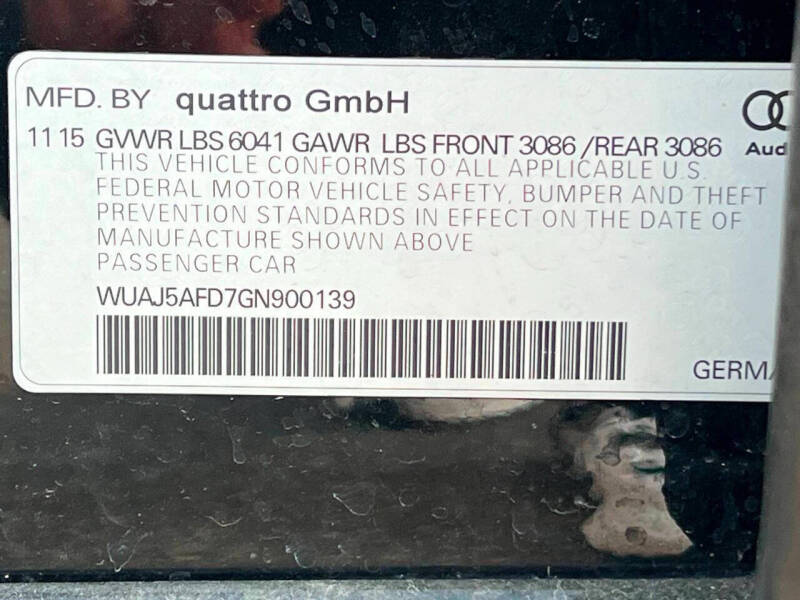 MFD. BY quattro GmbH
11 15 GVWR LBS 6041 GAWR LBS FRONT 3086 /REAR 3086
THIS VEHICLE CONFORMS TO ALL APPLICABLE U.S.
FEDERAL MOTOR VEHICLE SAFETY, BUMPER AND THEFT
PREVENTION STANDARDS IN EFFECT ON THE DATE OF
MANUFACTURE SHOWN ABOVE
PASSENGER CAR
WUAJ5AFD7GN900139
Aud
GERMA